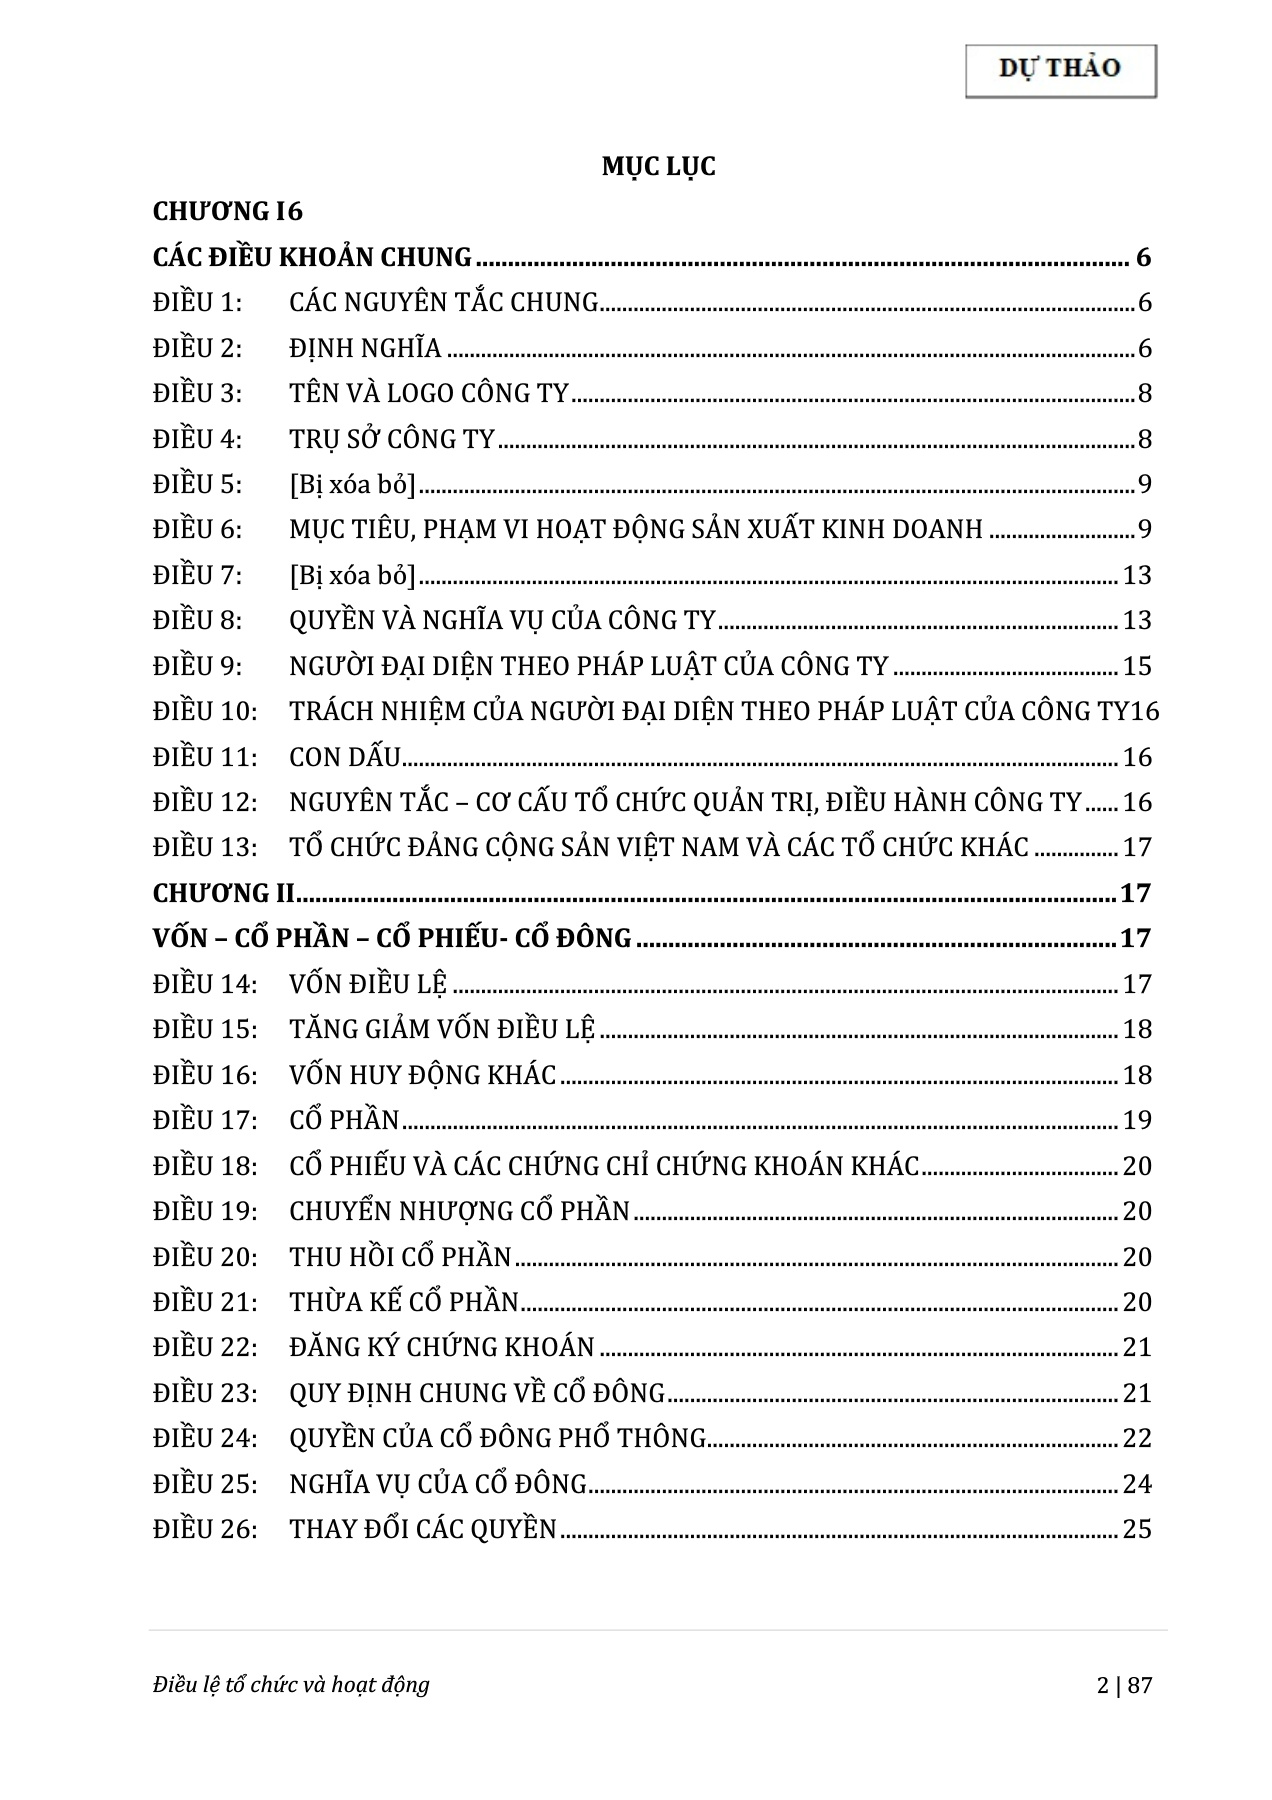 DỰ THẢO
MỤC LỤC
CHƯƠNG I6
CÁC ĐIỀU KHOẢN CHUNG.......................................................................................................... 6
ĐIỀU 1: CÁC NGUYÊN TẮC CHUNG..........................................................................................6
ĐIỀU 2: ĐỊNH NGHĨA ..........................................................................................6
ĐIỀU 3: TÊN VÀ LOGO CÔNG TY..........................................................................................8
ĐIỀU 4: TRỤ SỞ CÔNG TY..........................................................................................8
ĐIỀU 5: [Bị xóa bỏ]..........................................................................................9
ĐIỀU 6: MỤC TIÊU, PHẠM VI HOẠT ĐỘNG SẢN XUẤT KINH DOANH ..........................9
ĐIỀU 7: [Bị xóa bỏ].......................................................................................... 13
ĐIỀU 8: QUYỀN VÀ NGHĨA VỤ CỦA CÔNG TY...................................................................... 13
ĐIỀU 9: NGƯỜI ĐẠI DIỆN THEO PHÁP LUẬT CỦA CÔNG TY ........................................ 15
ĐIỀU 10: TRÁCH NHIỆM CỦA NGƯỜI ĐẠI DIỆN THEO PHÁP LUẬT CỦA CÔNG TY16
ĐIỀU 11: CON DẤU.......................................................................................... 16
ĐIỀU 12: NGUYÊN TẮC – CƠ CẤU TỔ CHỨC QUẢN TRỊ, ĐIỀU HÀNH CÔNG TY...... 16
ĐIỀU 13: TỔ CHỨC ĐẢNG CỘNG SẢN VIỆT NAM VÀ CÁC TỔ CHỨC KHÁC ............... 17
CHƯƠNG II.......................................................................................... 17
VỐN – CỔ PHẦN – CỔ PHIẾU- CỔ ĐÔNG.......................................................................... 17
ĐIỀU 14: VỐN ĐIỀU LỆ .......................................................................................... 17
ĐIỀU 15: TĂNG GIẢM VỐN ĐIỀU LỆ .......................................................................... 18
ĐIỀU 16: VỐN HUY ĐỘNG KHÁC .......................................................................... 18
ĐIỀU 17: CỔ PHẦN.......................................................................................... 19
ĐIỀU 18: CỔ PHIẾU VÀ CÁC CHỨNG CHỈ CHỨNG KHOÁN KHÁC................................... 20
ĐIỀU 19: CHUYỂN NHƯỢNG CỔ PHẦN.......................................................................... 20
ĐIỀU 20: THU HỒI CỔ PHẦN.......................................................................... 20
ĐIỀU 21: THỪA KẾ CỔ PHẦN.......................................................................... 20
ĐIỀU 22: ĐĂNG KÝ CHỨNG KHOÁN .......................................................................... 21
ĐIỀU 23: QUY ĐỊNH CHUNG VỀ CỔ ĐÔNG.......................................................................... 21
ĐIỀU 24: QUYỀN CỦA CỔ ĐÔNG PHỔ THÔNG.......................................................................... 22
ĐIỀU 25: NGHĨA VỤ CỦA CỔ ĐÔNG.......................................................................... 24
ĐIỀU 26: THAY ĐỔI CÁC QUYỀN.......................................................................... 25
Điều lệ tổ chức và hoạt động
2 | 87